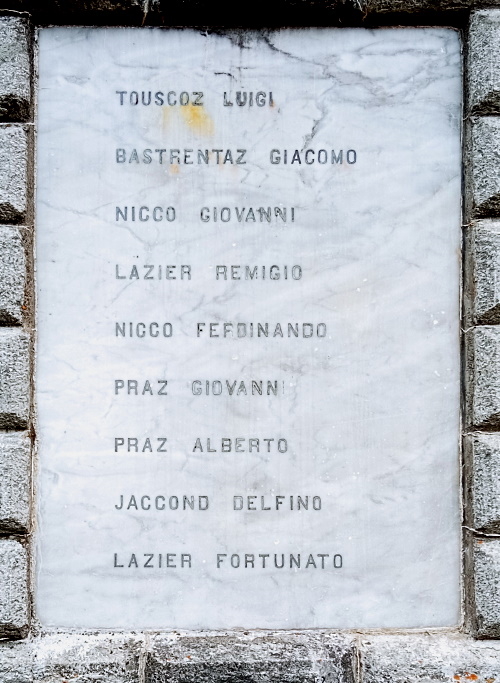 TOUSCOZ LUIGI
BASTRENTAZ GIACOMO
NICCO GIOVANNI
LAZIER REMIGIO
NICCO FERDINANDO
PRAZ GIOVANNI
PRAZ ALBERTO
JACCOND DELFINO
LAZIER FORTUNATO